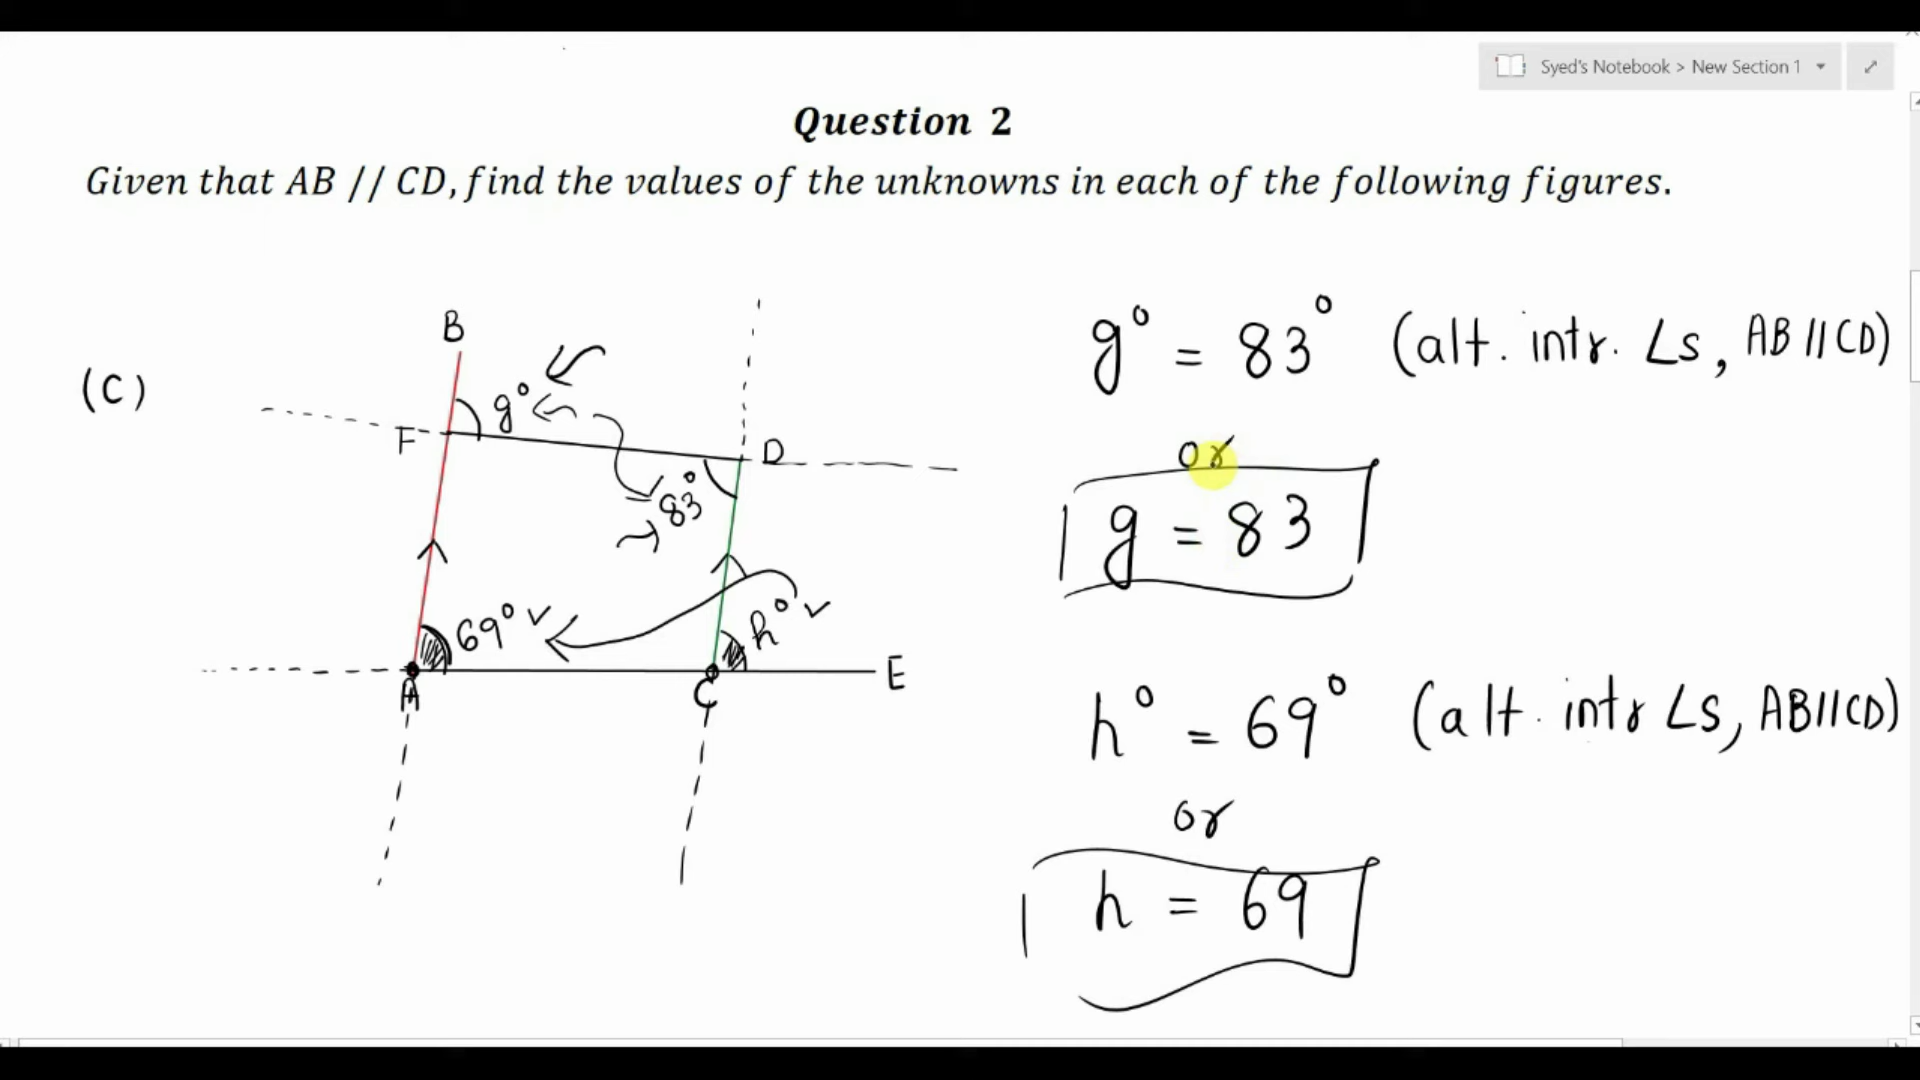 Syed's Notebook > New Section 1
Question 2
Given that AB // CD, find the values of the unknowns in each of the following figures.
(C)
B
g°
F
D
83°
69°
h°
A
C
E
g° = 83° (alt. intr. ∠s, AB//CD)
or
g = 83
h° = 69° (alt. intr ∠s, AB//CD)
or
h = 69